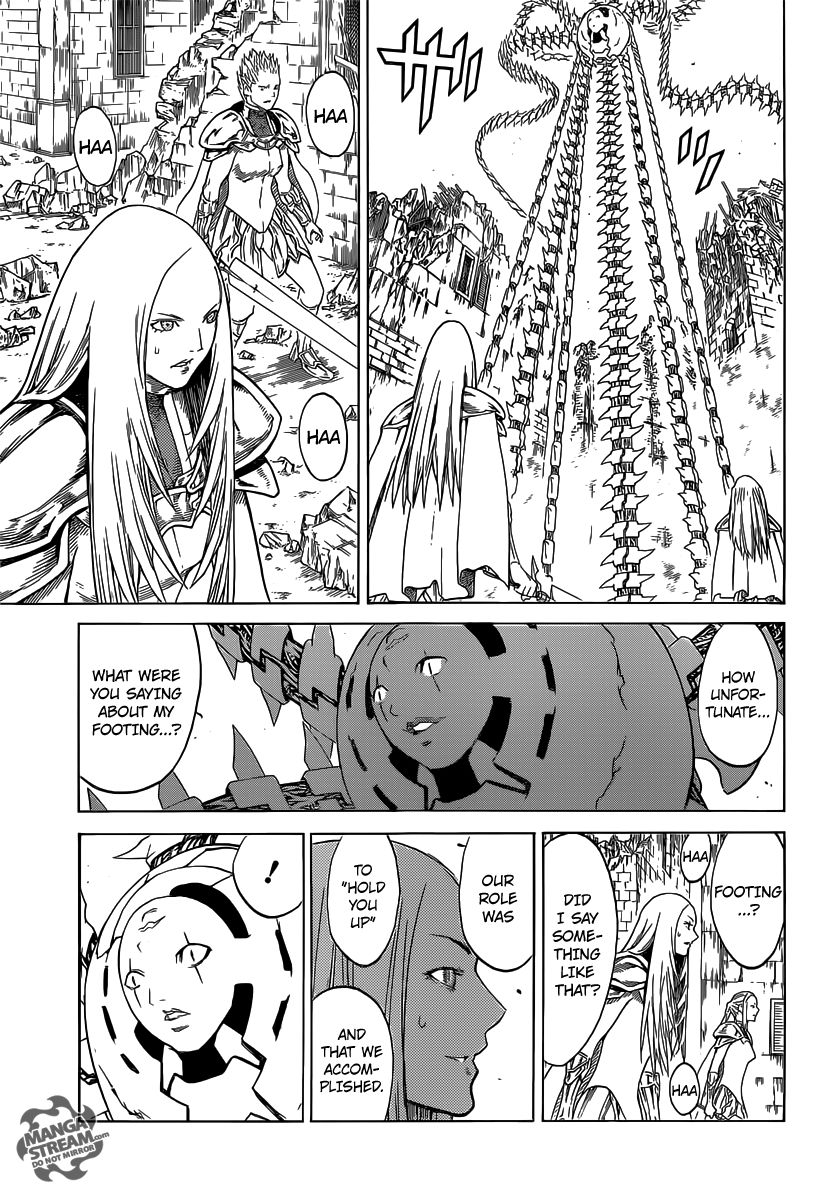 HAA
HAA
HAA
HOW
UNFOR-
TUNATE...
WHAT WERE
YOU SAYING
ABOUT MY
FOOTING...?
FOOTING
...?
HAA
DID
I SAY
SOME-
THING
LIKE
THAT?
HAA
OUR
ROLE
WAS
TO
"HOLD
YOU
UP"
AND
THAT WE
ACCOM-
PLISHED.
!
MANGA
STREAM.COM
DO NOT MIRROR